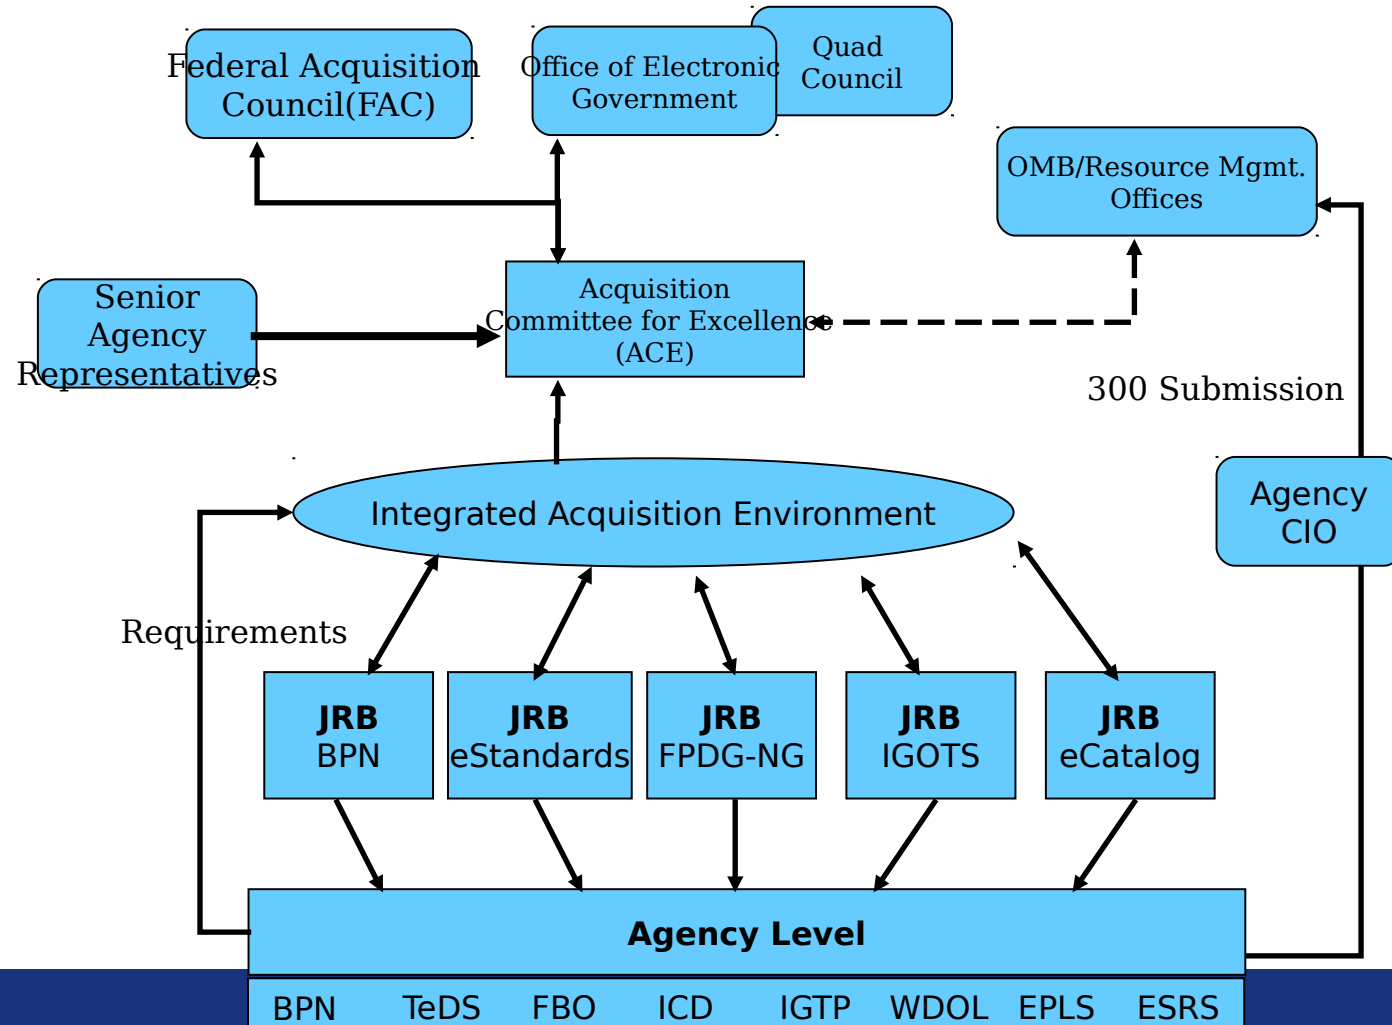 Federal Acquisition
Council(FAC)
Office of Electronic
Government
Quad
Council
OMB/Resource Mgmt.
Offices
Senior
Agency
Representatives
Acquisition
Committee for Excellence
(ACE)
300 Submission
Agency
CIO
Integrated Acquisition Environment
Requirements
JRB
BPN
JRB
eStandards
JRB
FPDG-NG
JRB
IGOTS
JRB
eCatalog
Agency Level
BPN TeDS FBO ICD IGTP WDOL EPLS ESRS